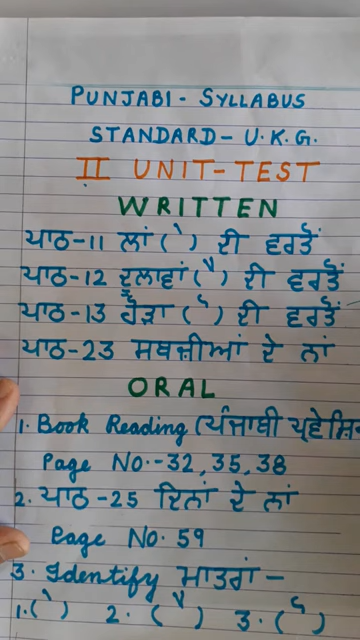 PUNJABI - SYLLABUS
STANDARD - U.K.G.
II UNIT-TEST
WRITTEN
ਪਾਠ-11 ਲਾਂ (ੇ) ਦੀ ਵਰਤੋਂ
ਪਾਠ-12 ਦੁਲਾਵਾਂ (ੈ) ਦੀ ਵਰਤੋਂ
ਪਾਠ-13 ਹੋੜਾ (ੋ) ਦੀ ਵਰਤੋਂ
ਪਾਠ-23 ਸਬਜ਼ੀਆਂ ਦੇ ਨਾਂ
ORAL
1. Book Reading (ਪੰਜਾਬੀ
Page No.-32, 35, 38
2. ਪਾਠ-25 ਦਿਨਾਂ ਦੇ ਨਾਂ
Page No. 59
3. Identify ਮਾਤਰਾਂ -
1. (ੇ) 2. (ੈ) 3. (ੋ)